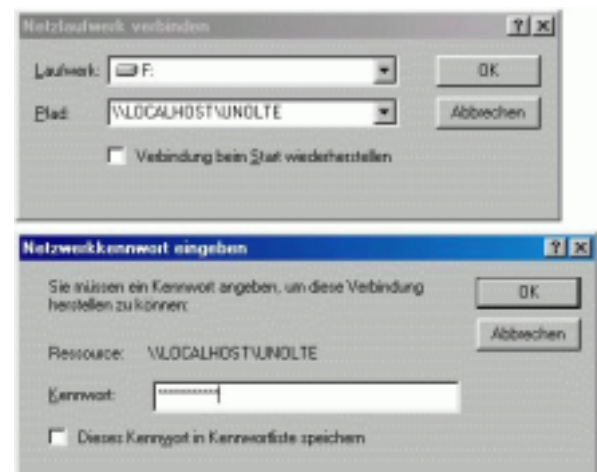 Netzlaufwerk verbinden
Laufwerk: F:
OK
Pfad: \\LOCALHOST\UNOLTE
Abbrechen
Verbindung beim Start wiederherstellen
Netzwerkkennwort eingeben
Sie müssen ein Kennwort angeben, um diese Verbindung
herstellen zu können:
OK
Abbrechen
Ressource: \\LOCALHOST\UNOLTE
Kennwort:
Dieses Kennwort in Kennwortliste speichern